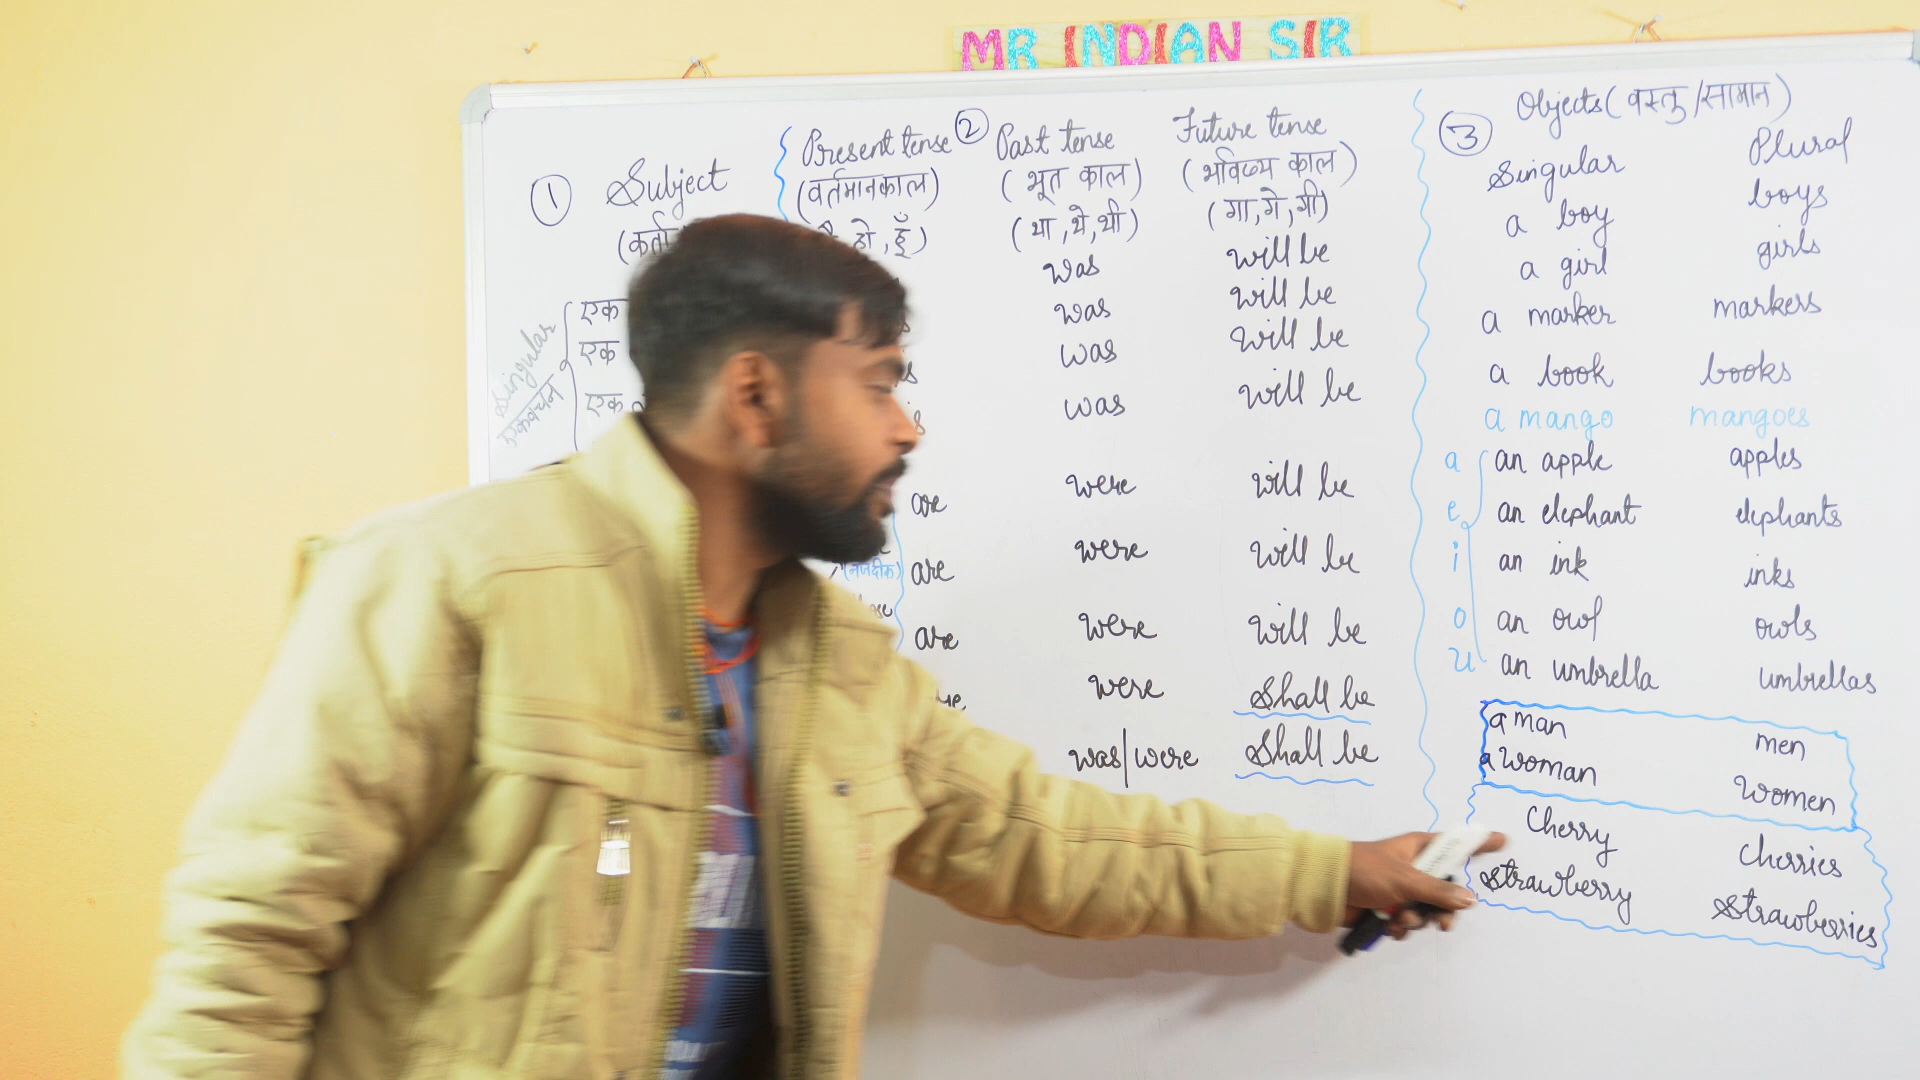 MR INDIAN SIR
① Subject
(कर्ता
Singular
एकवचन
एक
एक
एक
② 
Present tense
(वर्तमानकाल)
हो, हूँ)
are
(नजदीक) are
are
Past tense
(भूत काल)
(था, थे, थी)
was
was
was
was
were
were
were
were
was/were
Future tense
(भविष्य काल)
(गा, गे, गी)
will be
will be
will be
will be
will be
will be
will be
Shall be
Shall be
③ Objects (वस्तु/सामान)
Singular Plural
a boy boys
a girl girls
a marker markers
a book books
a mango mangoes
a an apple apples
e an elephant elephants
i an ink inks
o an owl owls
u an umbrella umbrellas
a man men
a woman women
Cherry Cherries
Strawberry Strawberries